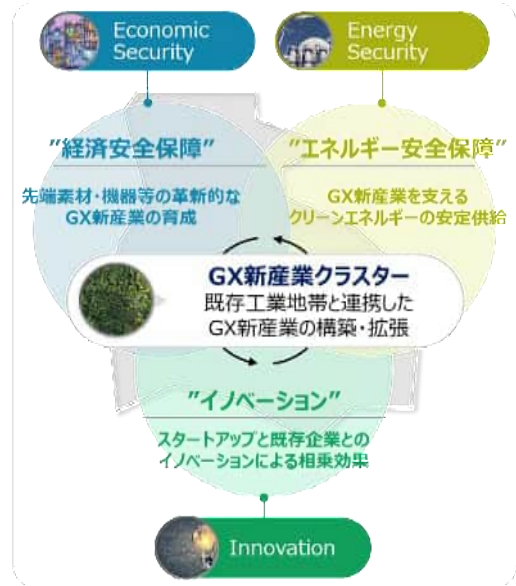 Economic
Security
Energy
Security
"経済安全保障"
先端素材・機器等の革新的な
GX新産業の育成
"エネルギー安全保障"
GX新産業を支える
クリーンエネルギーの安定供給
GX新産業クラスター
既存工業地帯と連携した
GX新産業の構築・拡張
"イノベーション"
スタートアップと既存企業との
イノベーションによる相乗効果
Innovation